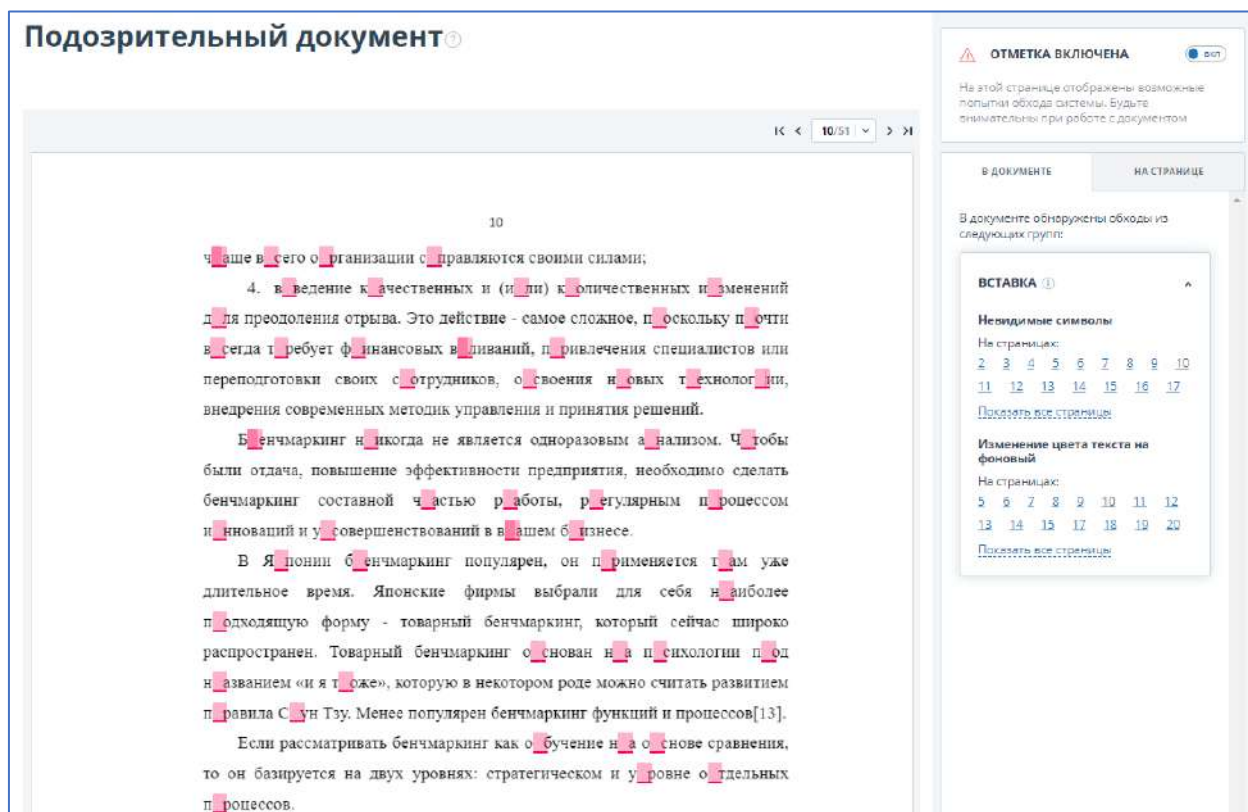 Подозрительный документ
ОТМЕТКА ВКЛЮЧЕНА
вкл
На этой странице отображены возможные
попытки обхода системы. Будьте
внимательны при работе с документом
10/51
В ДОКУМЕНТЕ
НА СТРАНИЦЕ
В документе обнаружены обходы из
следующих групп:
ВСТАВКА
Невидимые символы
На страницах:
2 3 4 5 6 7 8 9 10
11 12 13 14 15 16 17
Показать все страницы
Изменение цвета текста на
фоновый
На страницах:
5 6 7 8 9 10 11 12
13 14 15 17 18 19 20
Показать все страницы
10
чаще всего организации справляются своими силами;
4. введение качественных и (или) количественных изменений
для преодоления отрыва. Это действие - самое сложное, поскольку почти
всегда требует финансовых вливаний, привлечения специалистов или
переподготовки своих сотрудников, освоения новых технологии,
внедрения современных методик управления и принятия решений.
Бенчмаркинг никогда не является одноразовым анализом. Чтобы
были отдача, повышение эффективности предприятия, необходимо сделать
бенчмаркинг составной частью работы, регулярным процессом
инноваций и усовершенствований в вашем бизнесе.
В Японии бенчмаркинг популярен, он применяется там уже
длительное время. Японские фирмы выбрали для себя наиболее
подходящую форму - товарный бенчмаркинг, который сейчас широко
распространен. Товарный бенчмаркинг основан на психологии под
названием «и я тоже», которую в некотором роде можно считать развитием
правила Сун Тзу. Менее популярен бенчмаркинг функций и процессов[13].
Если рассматривать бенчмаркинг как обучение на основе сравнения,
то он базируется на двух уровнях: стратегическом и уровне отдельных
процессов.